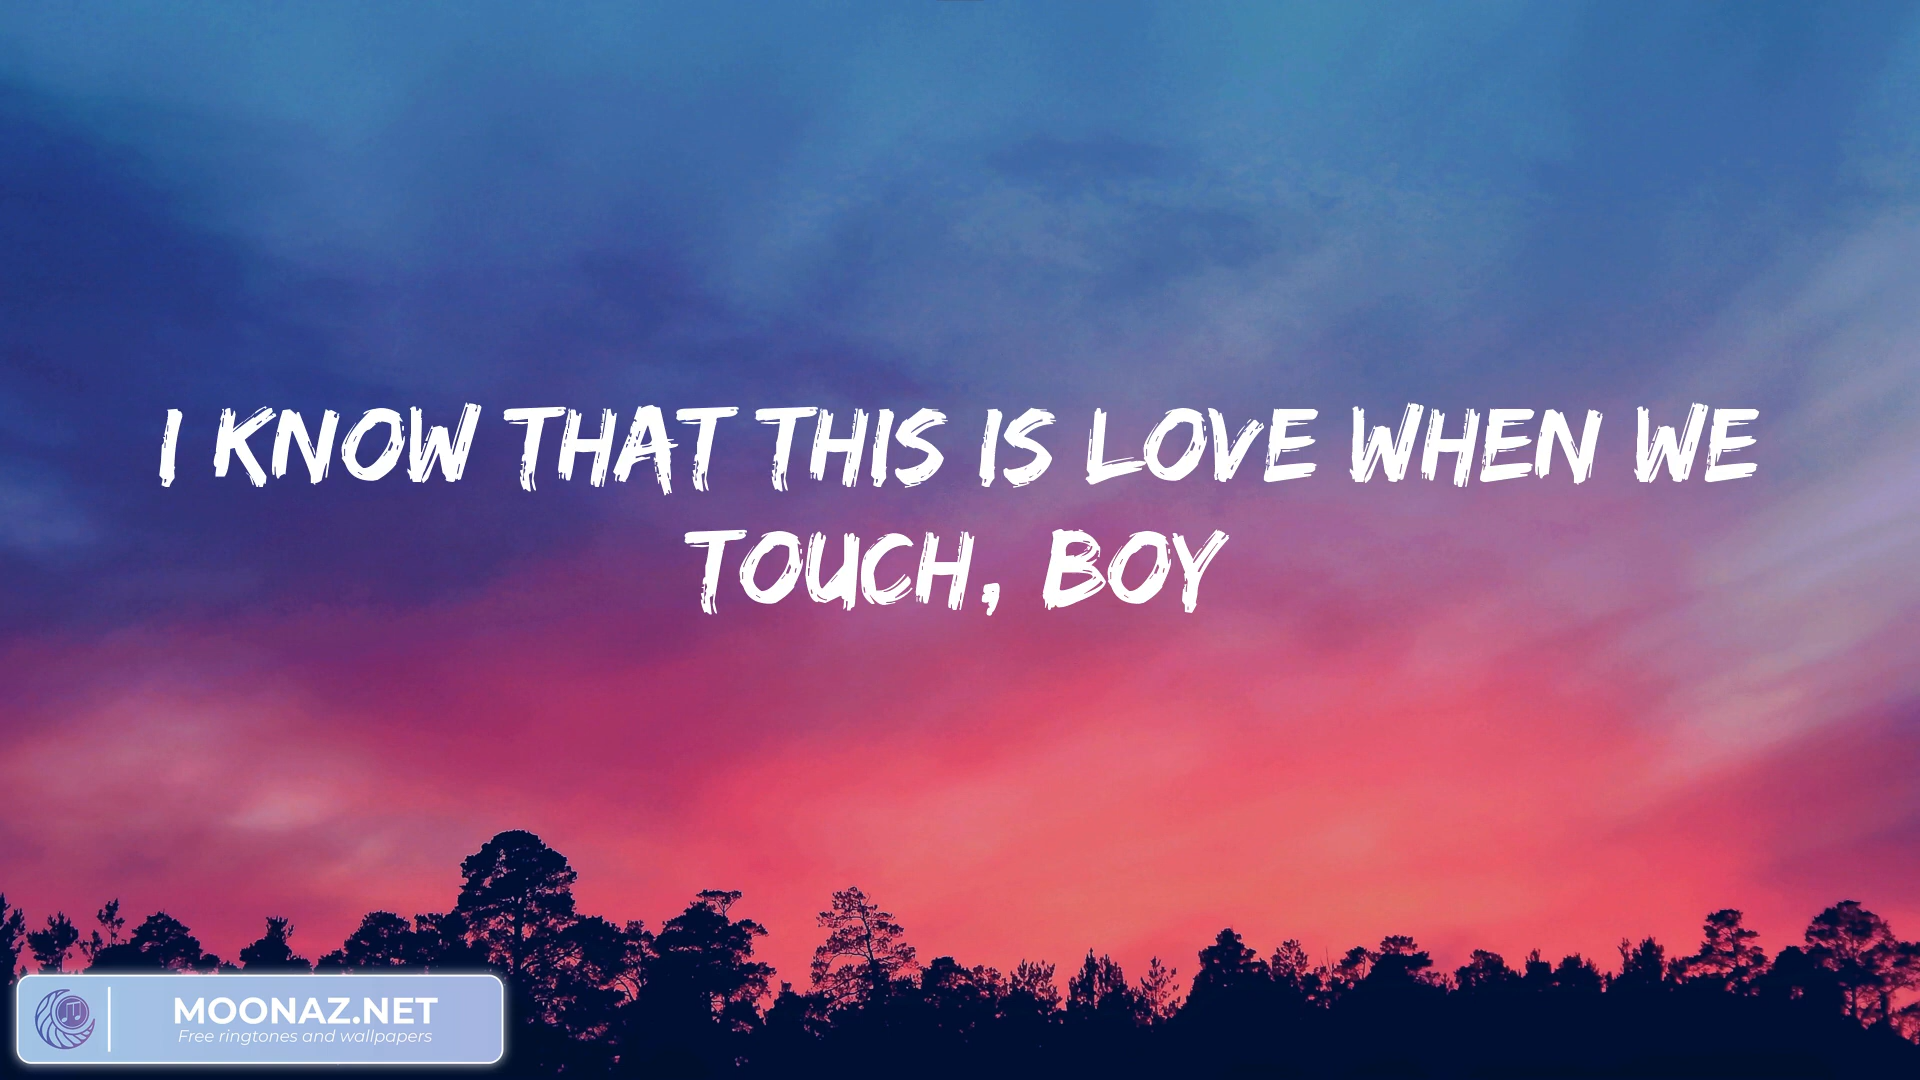 I KNOW THAT THIS IS LOVE WHEN WE
TOUCH, BOY
MOONAZ.NET
Free ringtones and wallpapers